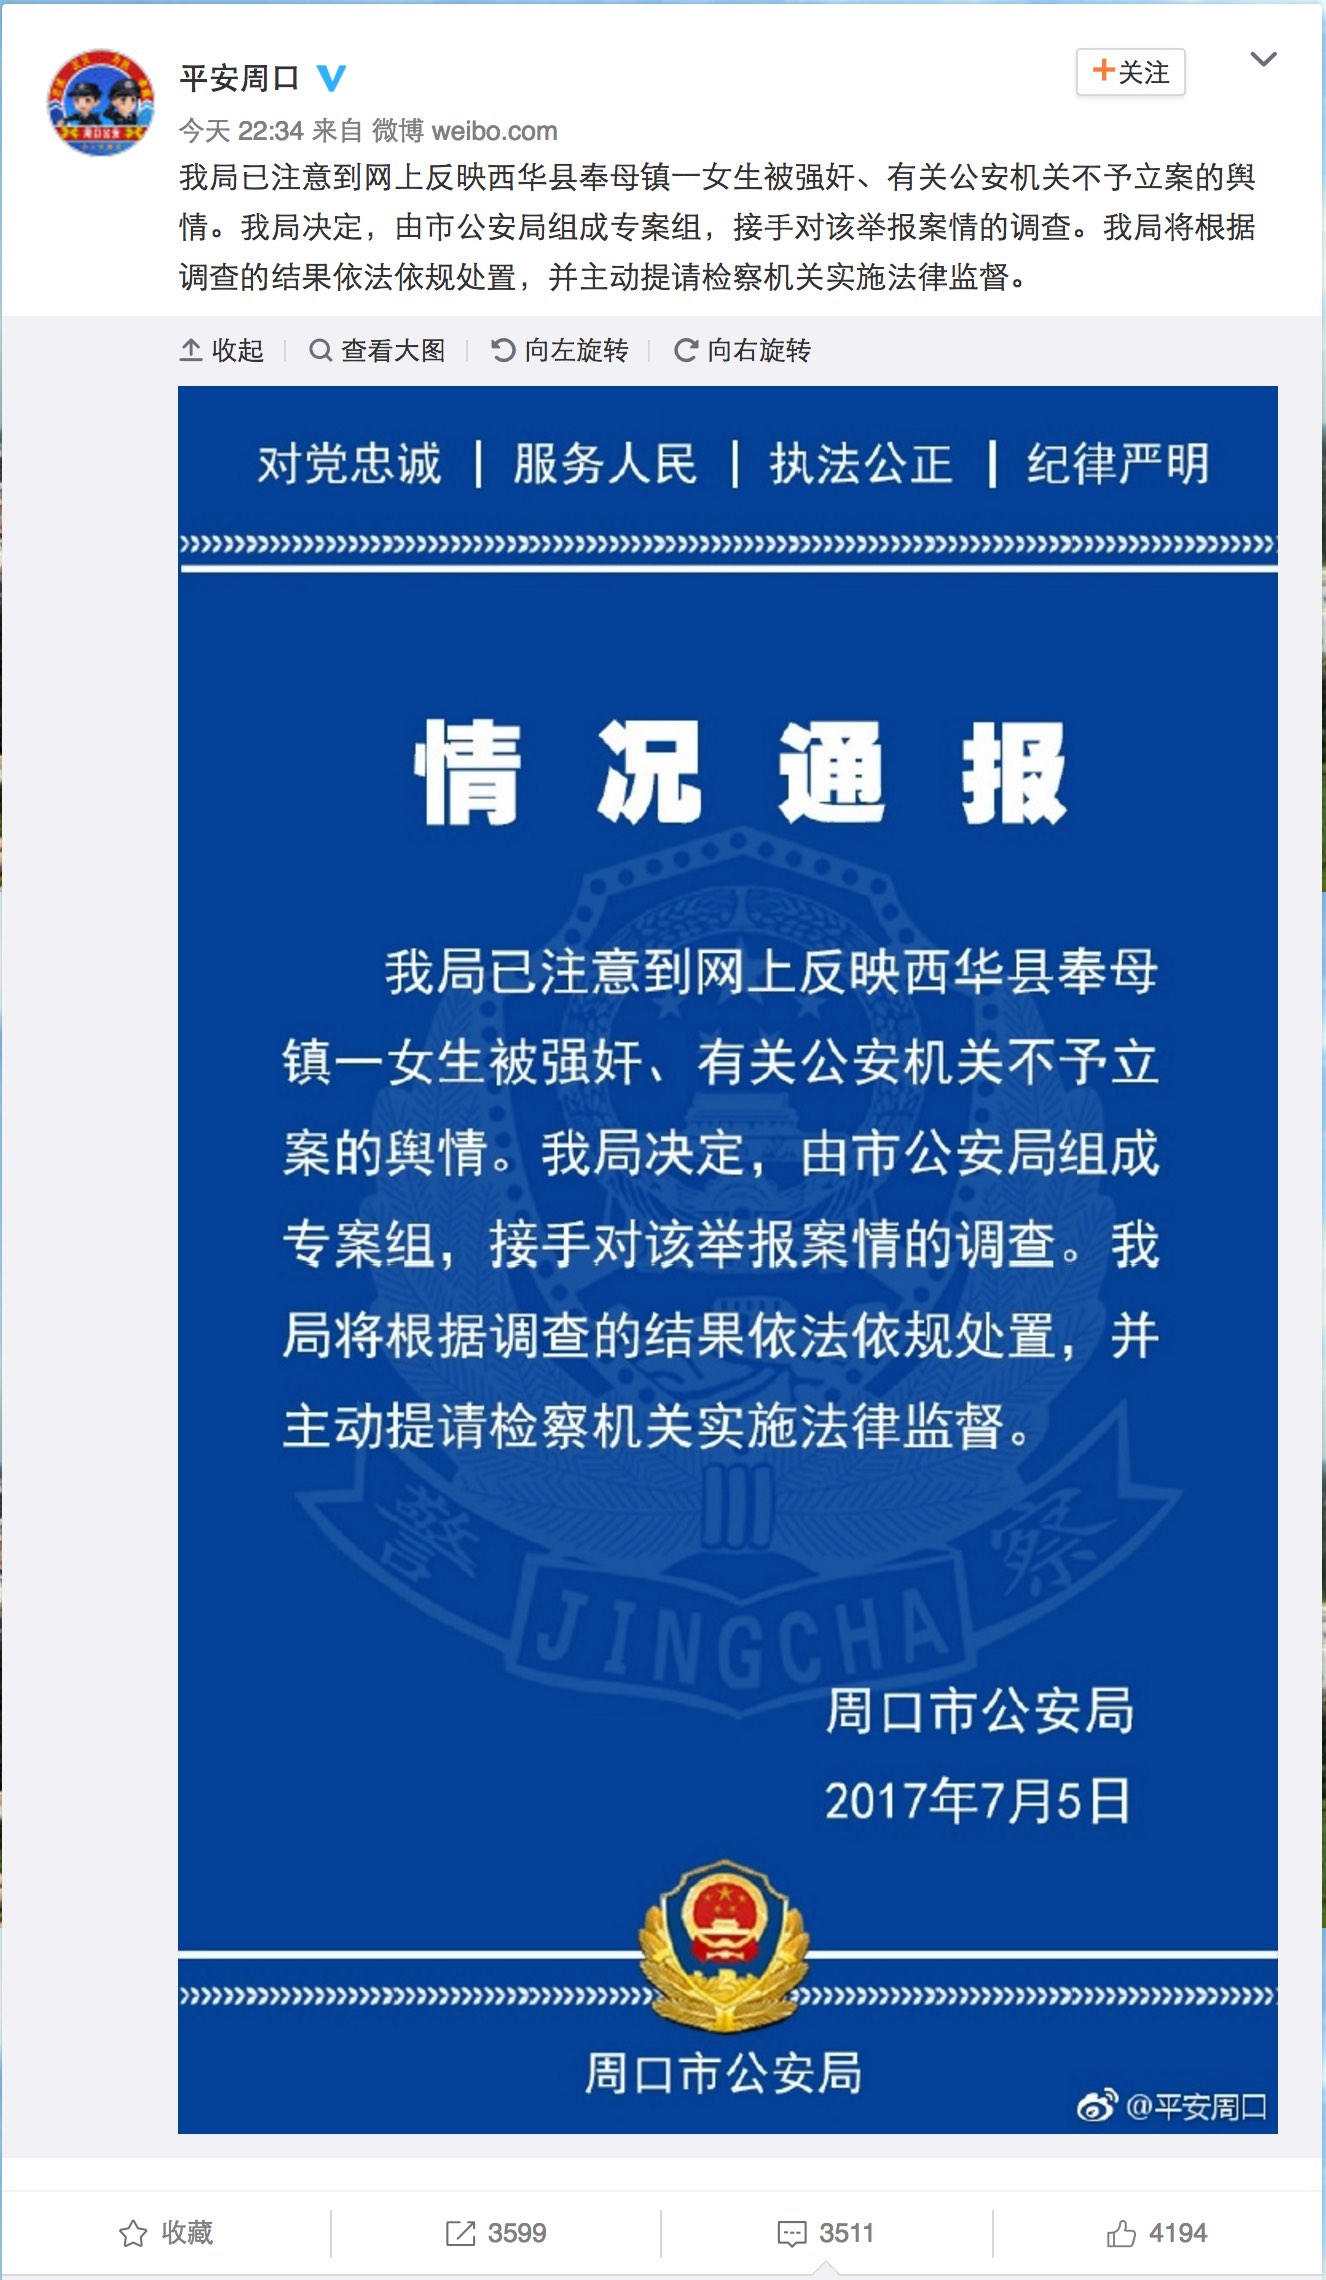 平安周口
+关注
今天 22:34 来自 微博 weibo.com
我局已注意到网上反映西华县奉母镇一女生被强奸、有关公安机关不予立案的舆
情。我局决定，由市公安局组成专案组，接手对该举报案情的调查。我局将根据
调查的结果依法依规处置，并主动提请检察机关实施法律监督。
收起 查看大图 向左旋转 向右旋转
对党忠诚 | 服务人民 | 执法公正 | 纪律严明
情况通报
我局已注意到网上反映西华县奉母
镇一女生被强奸、有关公安机关不予立
案的舆情。我局决定，由市公安局组成
专案组，接手对该举报案情的调查。我
局将根据调查的结果依法依规处置，并
主动提请检察机关实施法律监督。
警察
JINGCHA
周口市公安局
2017年7月5日
周口市公安局
@平安周口
收藏 3599 3511 4194